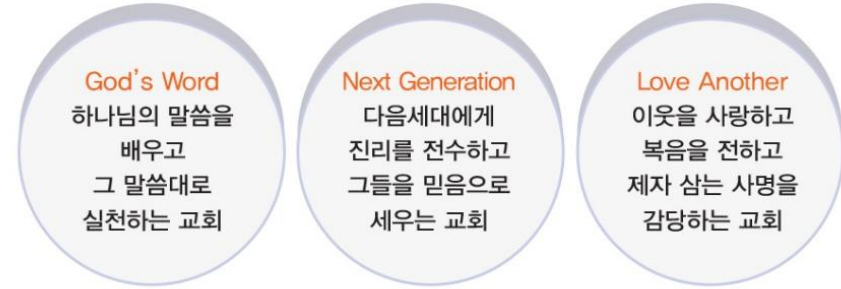 God's Word
하나님의 말씀을
배우고
그 말씀대로
실천하는 교회
Next Generation
다음세대에게
진리를 전수하고
그들을 믿음으로
세우는 교회
Love Another
이웃을 사랑하고
복음을 전하고
제자 삼는 사명을
감당하는 교회